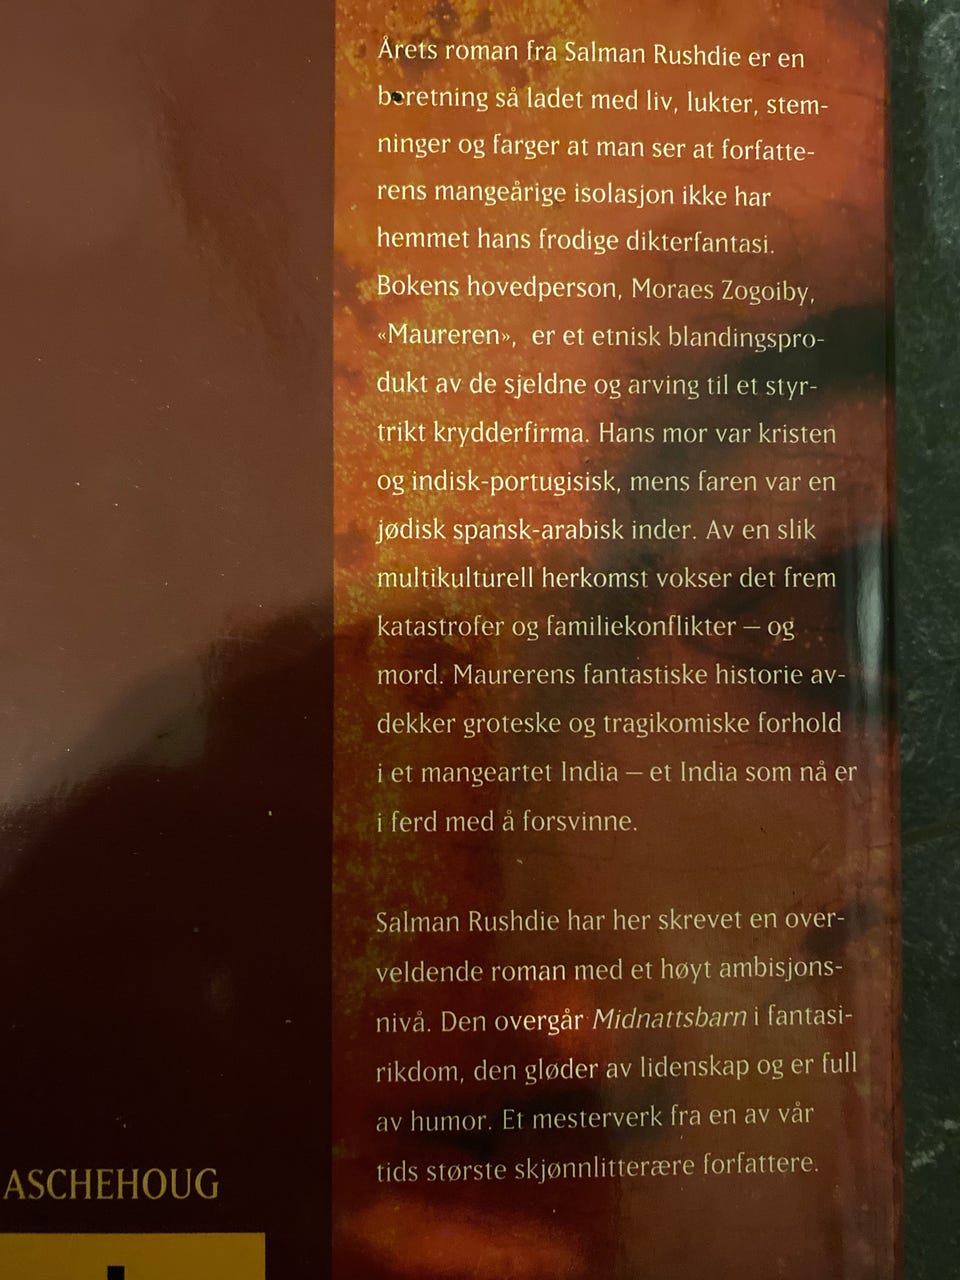 Årets roman fra Salman Rushdie er en
beretning så ladet med liv, lukter, stem-
ninger og farger at man ser at forfatte-
rens mangeårige isolasjon ikke har
hemmet hans frodige dikterfantasi.
Bokens hovedperson, Moraes Zogoiby,
«Maureren», er et etnisk blandingspro-
dukt av de sjeldne og arving til et styr-
trikt krydderfirma. Hans mor var kristen
og indisk-portugisisk, mens faren var en
jødisk spansk-arabisk inder. Av en slik
multikulturell herkomst vokser det frem
katastrofer og familiekonflikter – og
mord. Maurerens fantastiske historie av-
dekker groteske og tragikomiske forhold
i et mangeartet India – et India som nå er
i ferd med å forsvinne.
Salman Rushdie har her skrevet en over-
veldende roman med et høyt ambisjons-
nivå. Den overgår Midnattsbarn i fantasi-
rikdom, den gløder av lidenskap og er full
av humor. Et mesterverk fra en av vår
tids største skjønnlitterære forfattere.
ASCHEHOUG